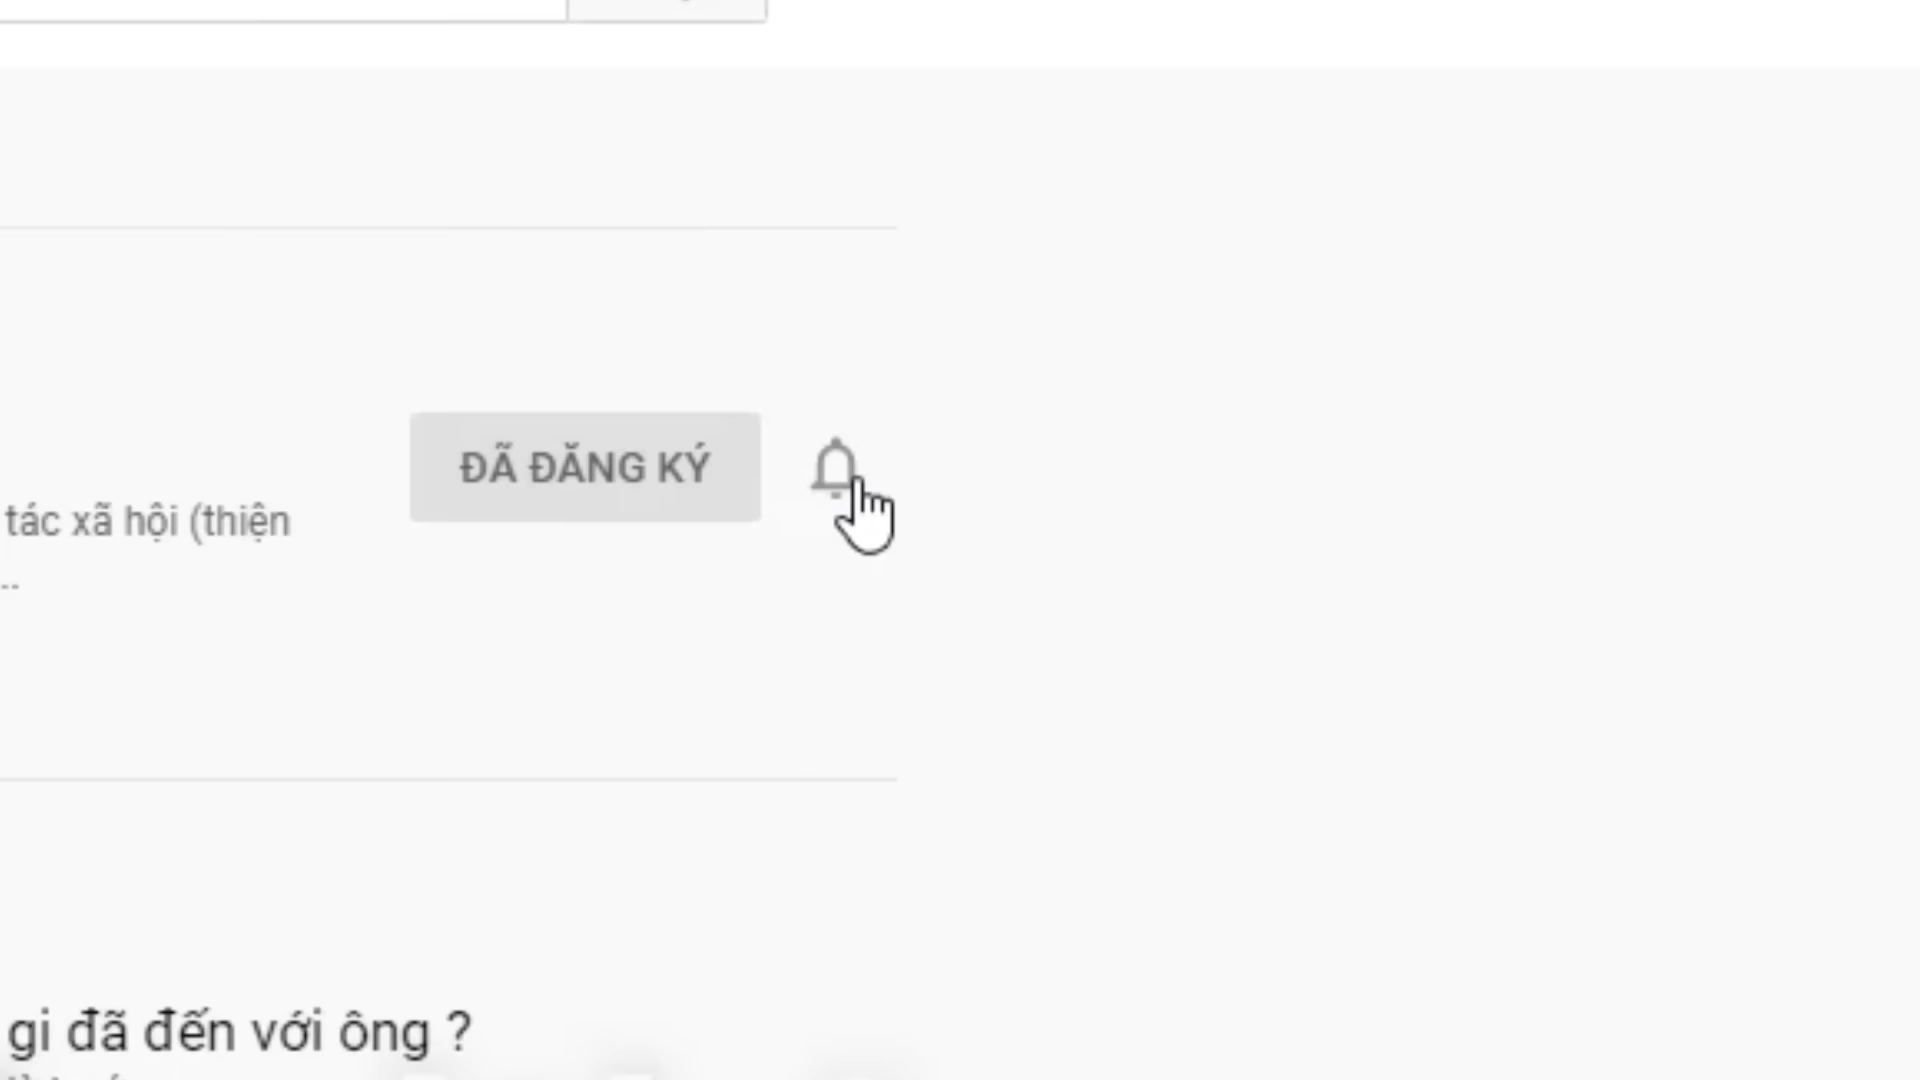 ĐÃ ĐĂNG KÝ
tác xã hội (thiện
...
gi đã đến với ông ?